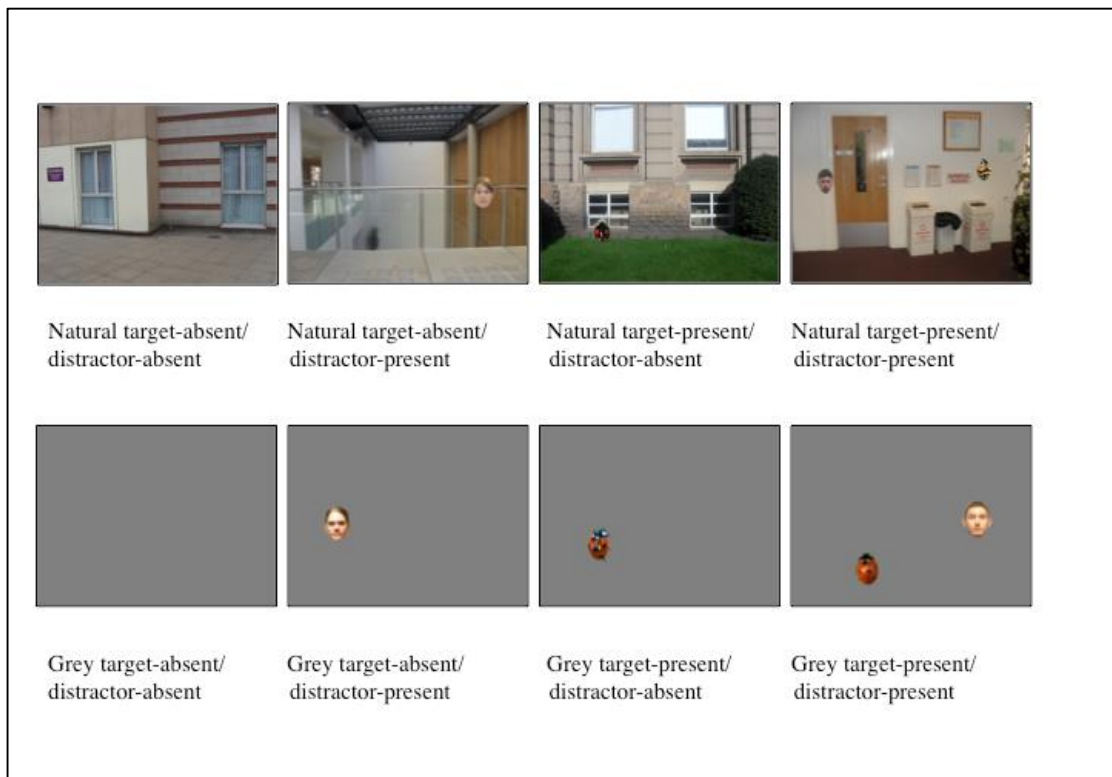 Natural target-absent/
distractor-absent
Natural target-absent/
distractor-present
Natural target-present/
distractor-absent
Natural target-present/
distractor-present
Grey target-absent/
distractor-absent
Grey target-absent/
distractor-present
Grey target-present/
distractor-absent
Grey target-present/
distractor-present